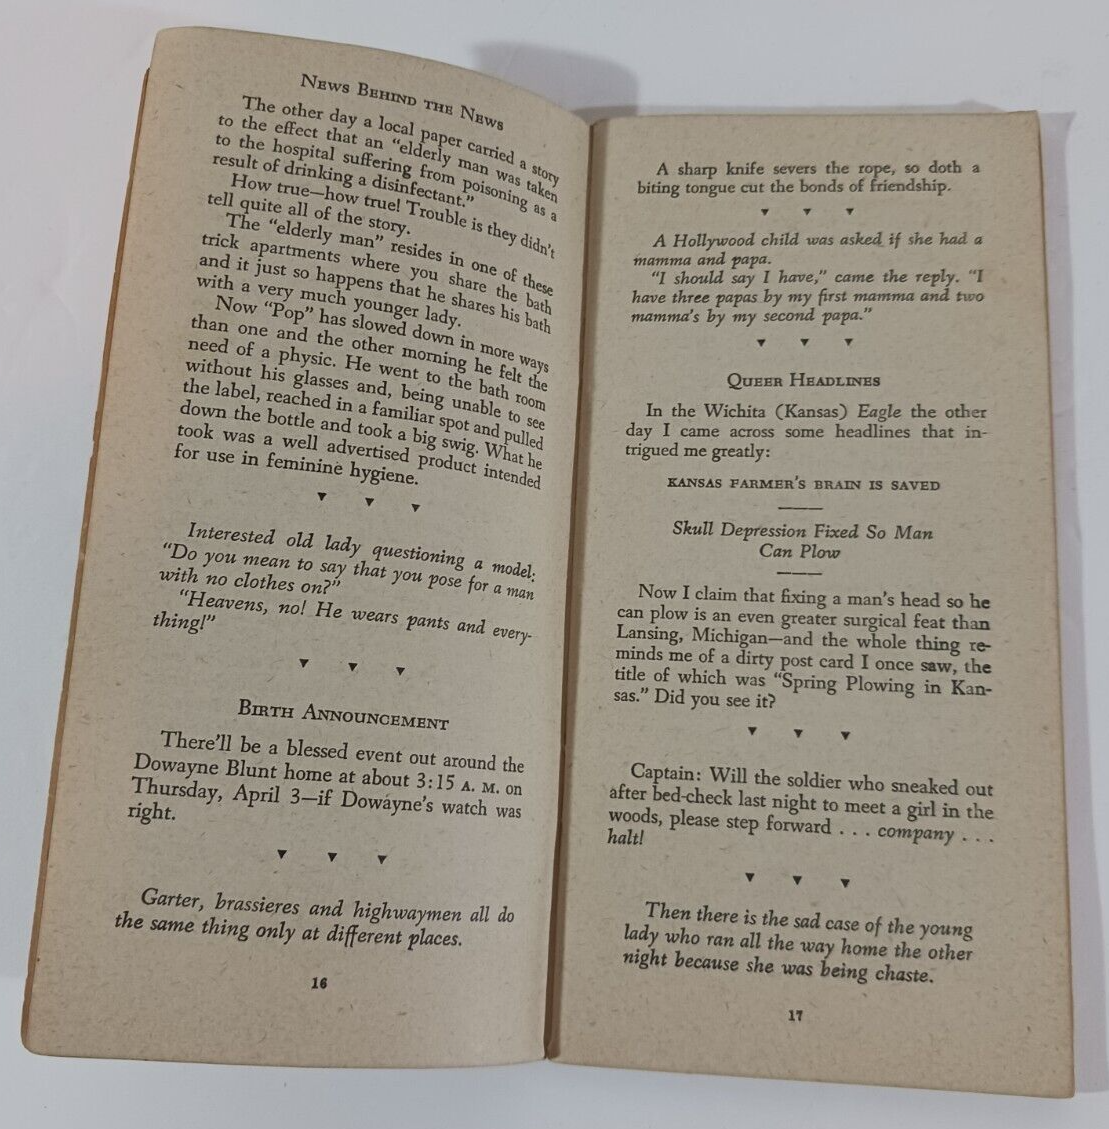 News Behind the News
The other day a local paper carried a story
to the effect that an "elderly man was taken
to the hospital suffering from poisoning as a
result of drinking a disinfectant."
How true—how true! Trouble is they didn't
tell quite all of the story.
The "elderly man" resides in one of these
trick apartments where you share the bath
and it just so happens that he shares his bath
with a very much younger lady.
Now "Pop" has slowed down in more ways
than one and the other morning he felt the
need of a physic. He went to the bath room
without his glasses and, being unable to see
the label, reached in a familiar spot and pulled
down the bottle and took a big swig. What he
took was a well advertised product intended
for use in feminine hygiene.
▼ ▼ ▼
Interested old lady questioning a model:
"Do you mean to say that you pose for a man
with no clothes on?"
"Heavens, no! He wears pants and every-
thing!"
▼ ▼ ▼
Birth Announcement
There'll be a blessed event out around the
Dowayne Blunt home at about 3:15 A. M. on
Thursday, April 3—if Dowayne's watch was
right.
▼ ▼ ▼
Garter, brassieres and highwaymen all do
the same thing only at different places.
16
A sharp knife severs the rope, so doth a
biting tongue cut the bonds of friendship.
▼ ▼ ▼
A Hollywood child was asked if she had a
mamma and papa.
"I should say I have," came the reply. "I
have three papas by my first mamma and two
mamma's by my second papa."
▼ ▼ ▼
Queer Headlines
In the Wichita (Kansas) Eagle the other
day I came across some headlines that in-
trigued me greatly:
KANSAS FARMER'S BRAIN IS SAVED
Skull Depression Fixed So Man
Can Plow
Now I claim that fixing a man's head so he
can plow is an even greater surgical feat than
Lansing, Michigan—and the whole thing re-
minds me of a dirty post card I once saw, the
title of which was "Spring Plowing in Kan-
sas." Did you see it?
▼ ▼ ▼
Captain: Will the soldier who sneaked out
after bed-check last night to meet a girl in the
woods, please step forward . . . company . . .
halt!
▼ ▼ ▼
Then there is the sad case of the young
lady who ran all the way home the other
night because she was being chaste.
17